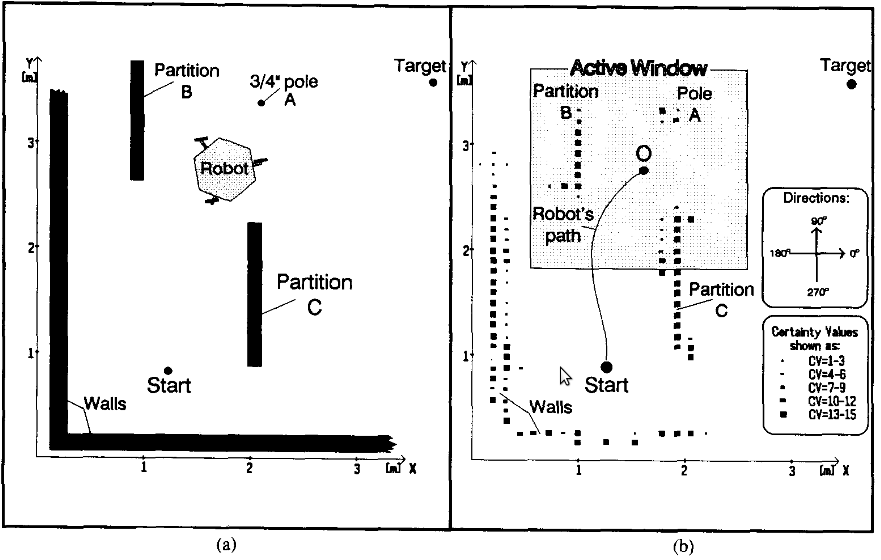 Y
[m]
3
2
1
Partition
B
3/4" pole
A
Target
Robot
Partition
C
Start
Walls
1
2
3
[m] X
(a)
Y
[m]
3
2
1
Active Window
Partition
B
Pole
A
Target
O
Robot's
path
Partition
C
Start
Walls
1
2
3
[m] X
Directions:
90°
180°
0°
270°
Certainty Values
shown as:
CV=1-3
CV=4-6
CV=7-9
CV=10-12
CV=13-15
(b)